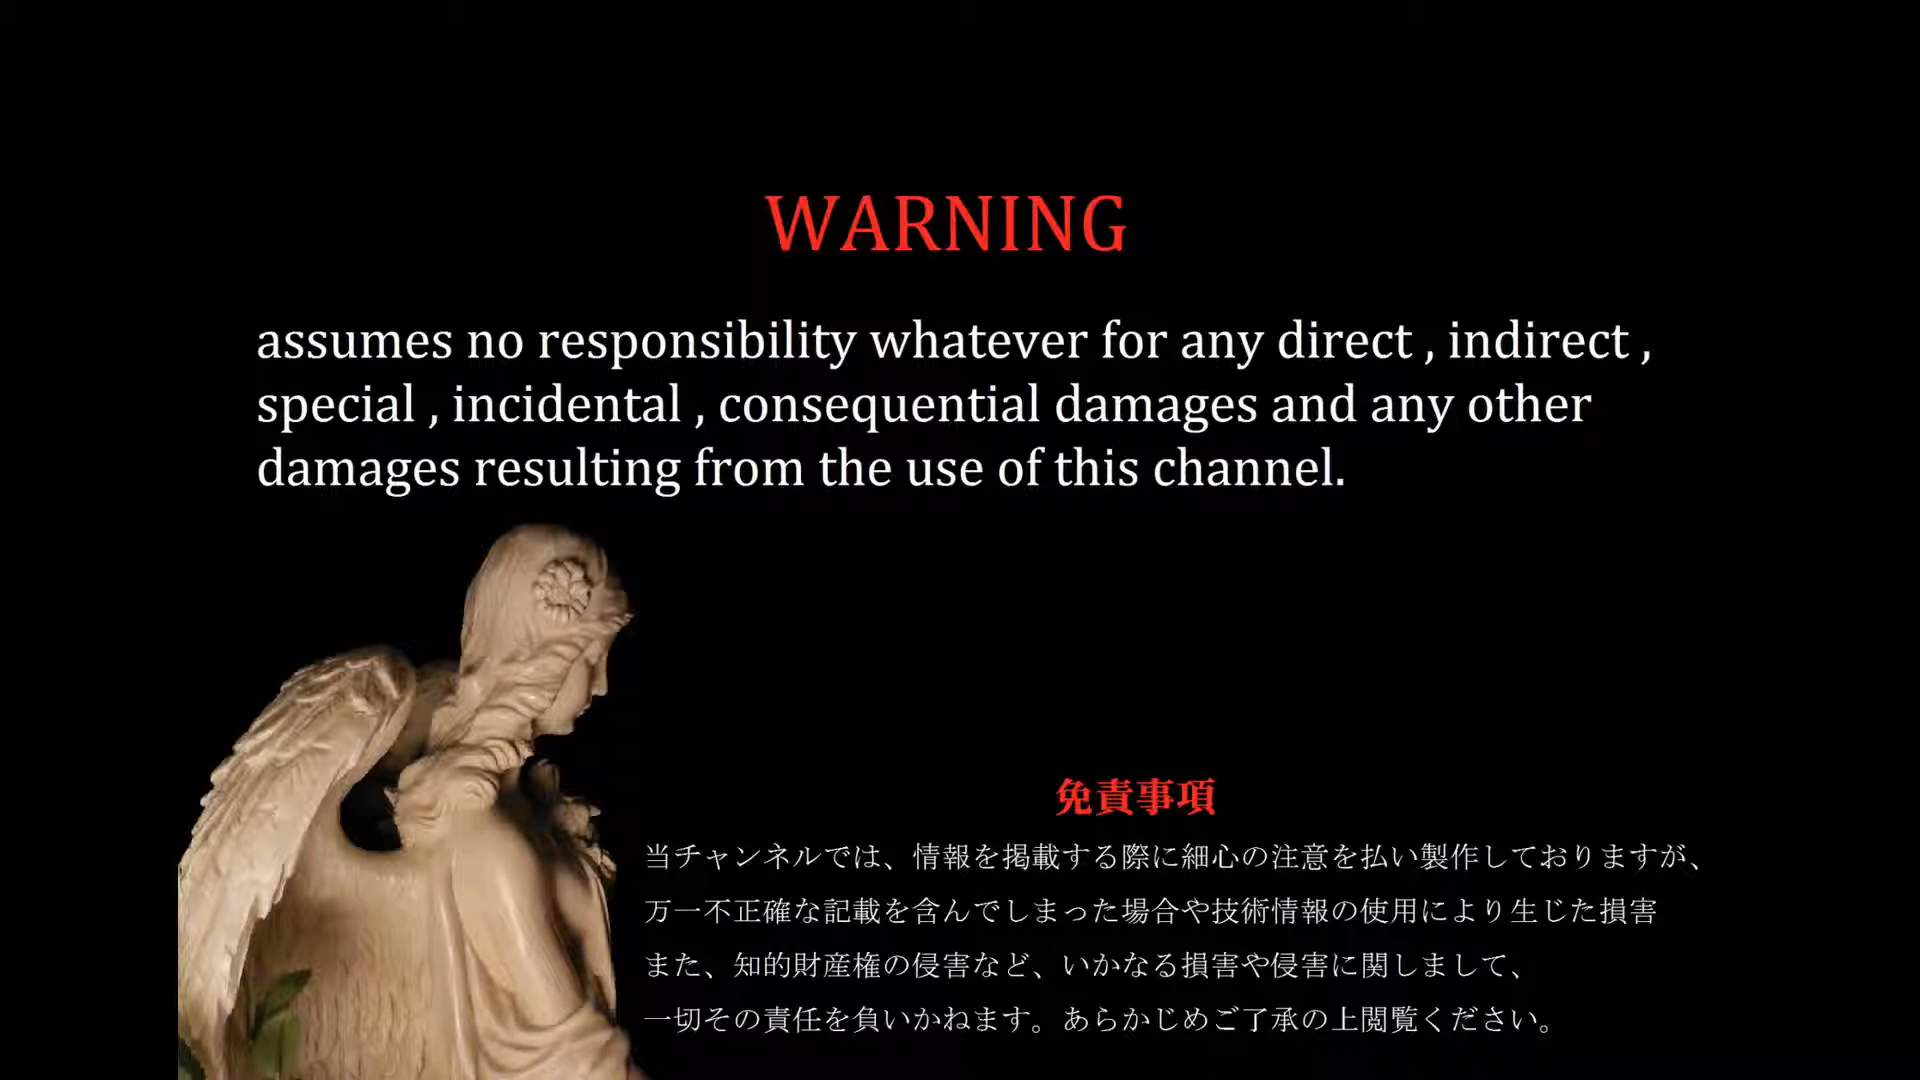 WARNING
assumes no responsibility whatever for any direct , indirect ,
special , incidental , consequential damages and any other
damages resulting from the use of this channel.
免責事項
当チャンネルでは、情報を掲載する際に細心の注意を払い製作しておりますが、
万一不正確な記載を含んでしまった場合や技術情報の使用により生じた損害
また、知的財産権の侵害など、いかなる損害や侵害に関しまして、
一切その責任を負いかねます。あらかじめご了承の上閲覧ください。